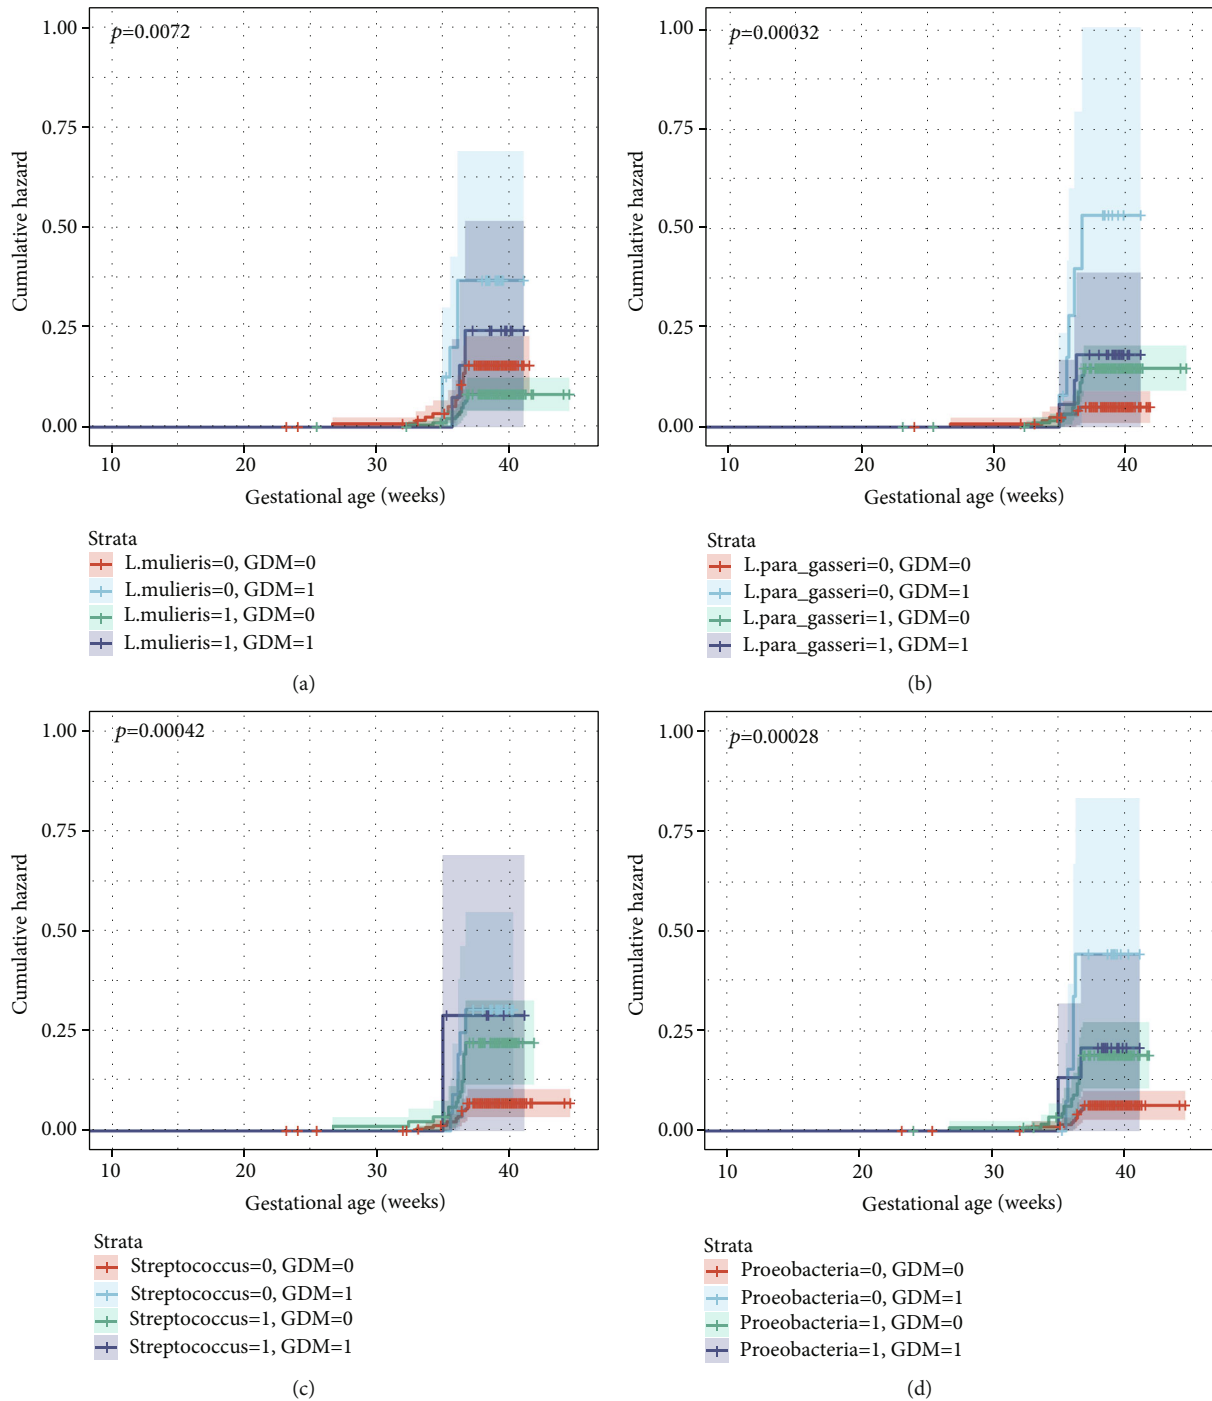 p=0.0072
1.00
0.75
0.50
0.25
0.00
Cumulative hazard
10 20 30 40
Gestational age (weeks)
Strata
L.mulieris=0, GDM=0
L.mulieris=0, GDM=1
L.mulieris=1, GDM=0
L.mulieris=1, GDM=1
(a)
p=0.00032
1.00
0.75
0.50
0.25
0.00
Cumulative hazard
10 20 30 40
Gestational age (weeks)
Strata
L.para_gasseri=0, GDM=0
L.para_gasseri=0, GDM=1
L.para_gasseri=1, GDM=0
L.para_gasseri=1, GDM=1
(b)
p=0.00042
1.00
0.75
0.50
0.25
0.00
Cumulative hazard
10 20 30 40
Gestational age (weeks)
Strata
Streptococcus=0, GDM=0
Streptococcus=0, GDM=1
Streptococcus=1, GDM=0
Streptococcus=1, GDM=1
(c)
p=0.00028
1.00
0.75
0.50
0.25
0.00
Cumulative hazard
10 20 30 40
Gestational age (weeks)
Strata
Proeobacteria=0, GDM=0
Proeobacteria=0, GDM=1
Proeobacteria=1, GDM=0
Proeobacteria=1, GDM=1
(d)